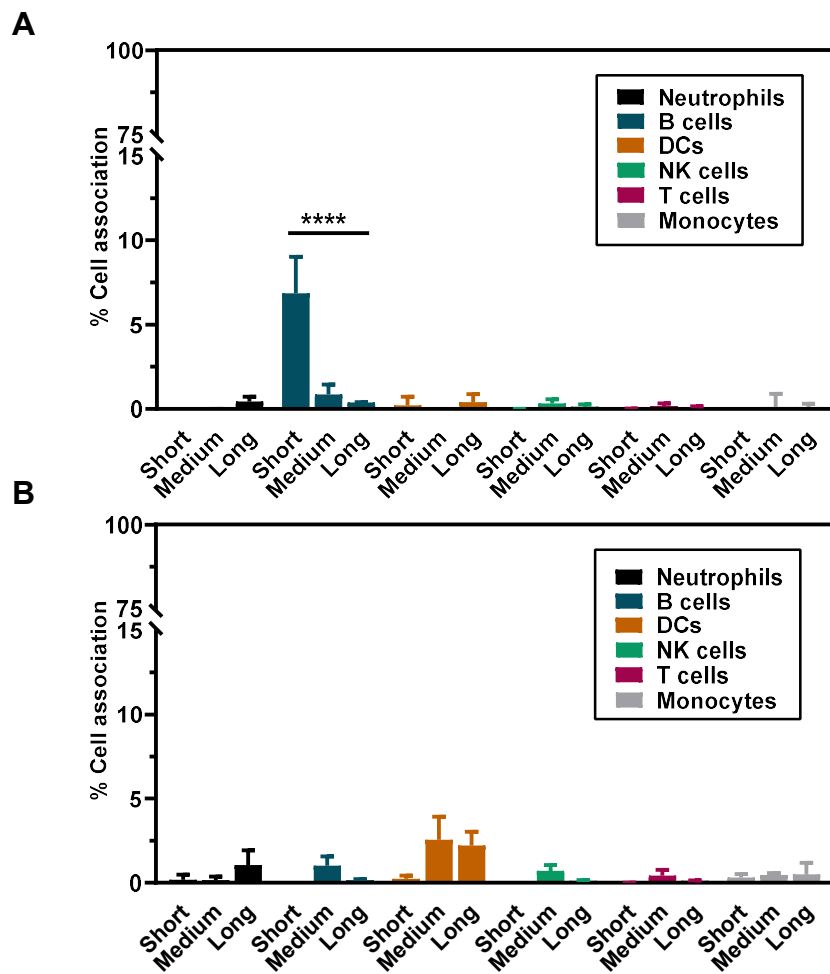 A
100
75
15
10
5
0
% Cell association
****
Neutrophils
B cells
DCs
NK cells
T cells
Monocytes
Short
Medium
Long
Short
Medium
Long
Short
Medium
Long
Short
Medium
Long
Short
Medium
Long
Short
Medium
Long
B
100
75
15
10
5
0
% Cell association
Neutrophils
B cells
DCs
NK cells
T cells
Monocytes
Short
Medium
Long
Short
Medium
Long
Short
Medium
Long
Short
Medium
Long
Short
Medium
Long
Short
Medium
Long